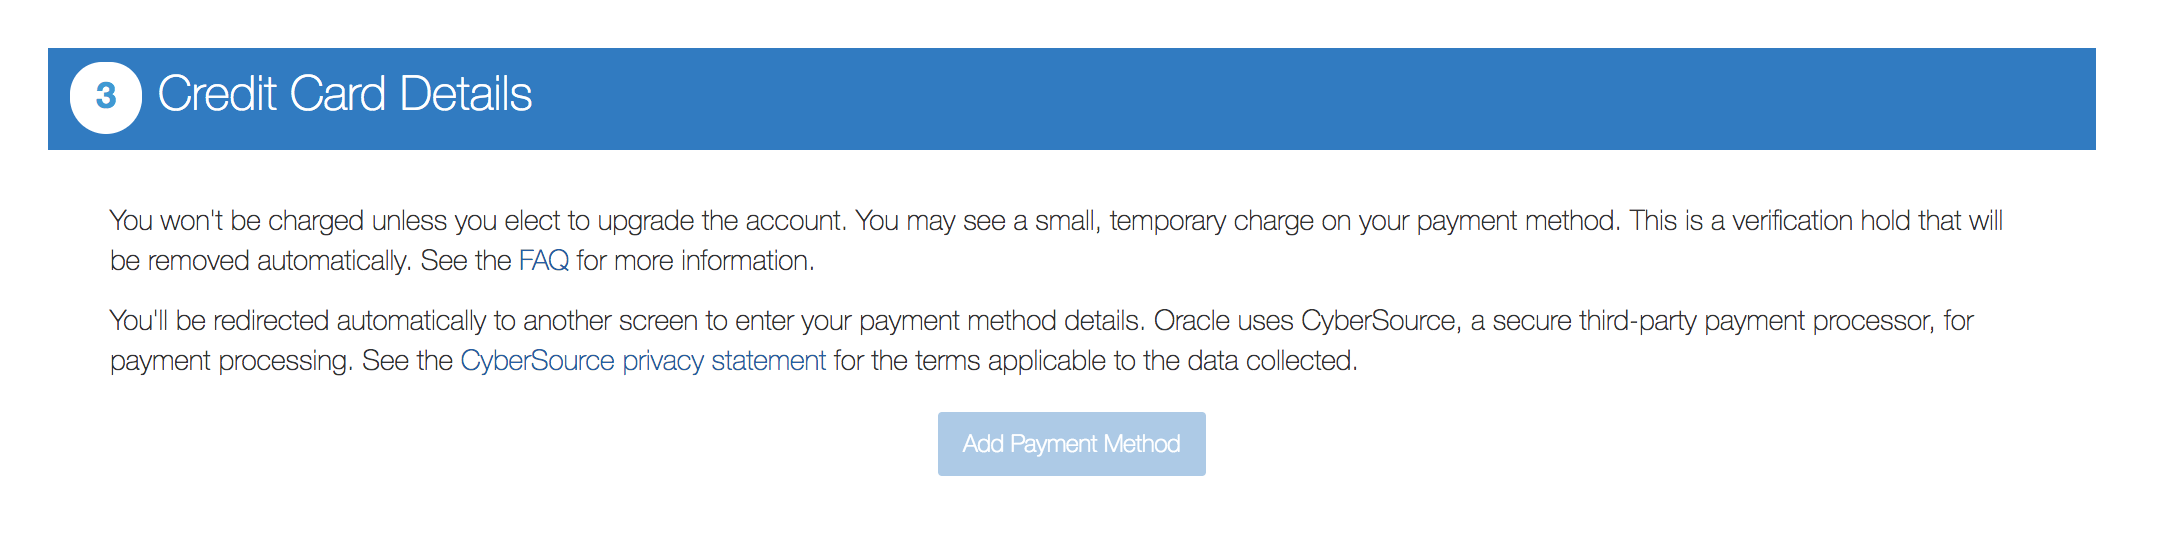 3 Credit Card Details
You won't be charged unless you elect to upgrade the account. You may see a small, temporary charge on your payment method. This is a verification hold that will
be removed automatically. See the FAQ for more information.
You'll be redirected automatically to another screen to enter your payment method details. Oracle uses CyberSource, a secure third-party payment processor, for
payment processing. See the CyberSource privacy statement for the terms applicable to the data collected.
Add Payment Method